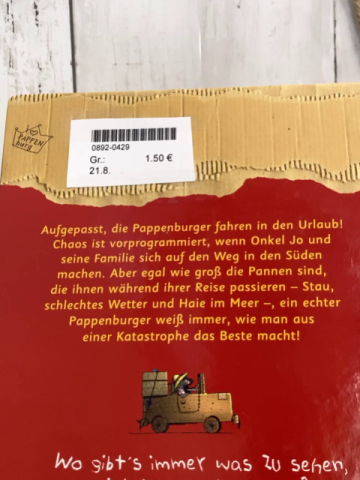 PAPPEN
burg
0892-0429
Gr.: 1.50 €
21.8.
Aufgepasst, die Pappenburger fahren in den Urlaub!
Chaos ist vorprogrammiert, wenn Onkel Jo und
seine Familie sich auf den Weg in den Süden
machen. Aber egal wie groß die Pannen sind,
die ihnen während ihrer Reise passieren – Stau,
schlechtes Wetter und Haie im Meer –, ein echter
Pappenburger weiß immer, wie man aus
einer Katastrophe das Beste macht!
Wo gibt's immer was zu sehen,